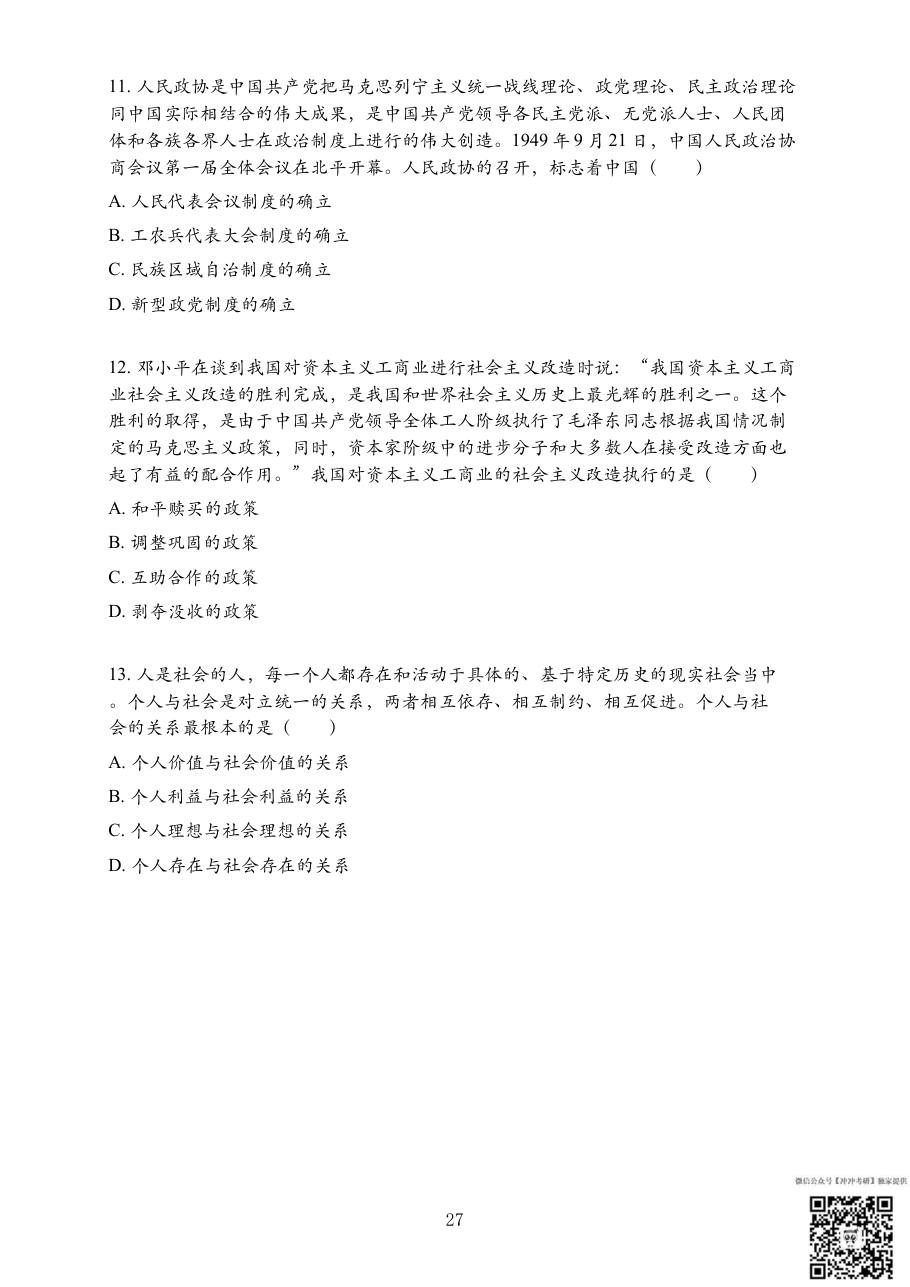 11. 人民政协是中国共产党把马克思列宁主义统一战线理论、政党理论、民主政治理论
同中国实际相结合的伟大成果，是中国共产党领导各民主党派、无党派人士、人民团
体和各族各界人士在政治制度上进行的伟大创造。1949 年 9 月 21 日，中国人民政治协
商会议第一届全体会议在北平开幕。人民政协的召开，标志着中国（　　）
A. 人民代表会议制度的确立
B. 工农兵代表大会制度的确立
C. 民族区域自治制度的确立
D. 新型政党制度的确立
12. 邓小平在谈到我国对资本主义工商业进行社会主义改造时说：“我国资本主义工商
业社会主义改造的胜利完成，是我国和世界社会主义历史上最光辉的胜利之一。这个
胜利的取得，是由于中国共产党领导全体工人阶级执行了毛泽东同志根据我国情况制
定的马克思主义政策，同时，资本家阶级中的进步分子和大多数人在接受改造方面也
起了有益的配合作用。”我国对资本主义工商业的社会主义改造执行的是（　　）
A. 和平赎买的政策
B. 调整巩固的政策
C. 互助合作的政策
D. 剥夺没收的政策
13. 人是社会的人，每一个人都存在和活动于具体的、基于特定历史的现实社会当中
。个人与社会是对立统一的关系，两者相互依存、相互制约、相互促进。个人与社
会的关系最根本的是（　　）
A. 个人价值与社会价值的关系
B. 个人利益与社会利益的关系
C. 个人理想与社会理想的关系
D. 个人存在与社会存在的关系
微信公众号【冲冲考研】独家提供
27